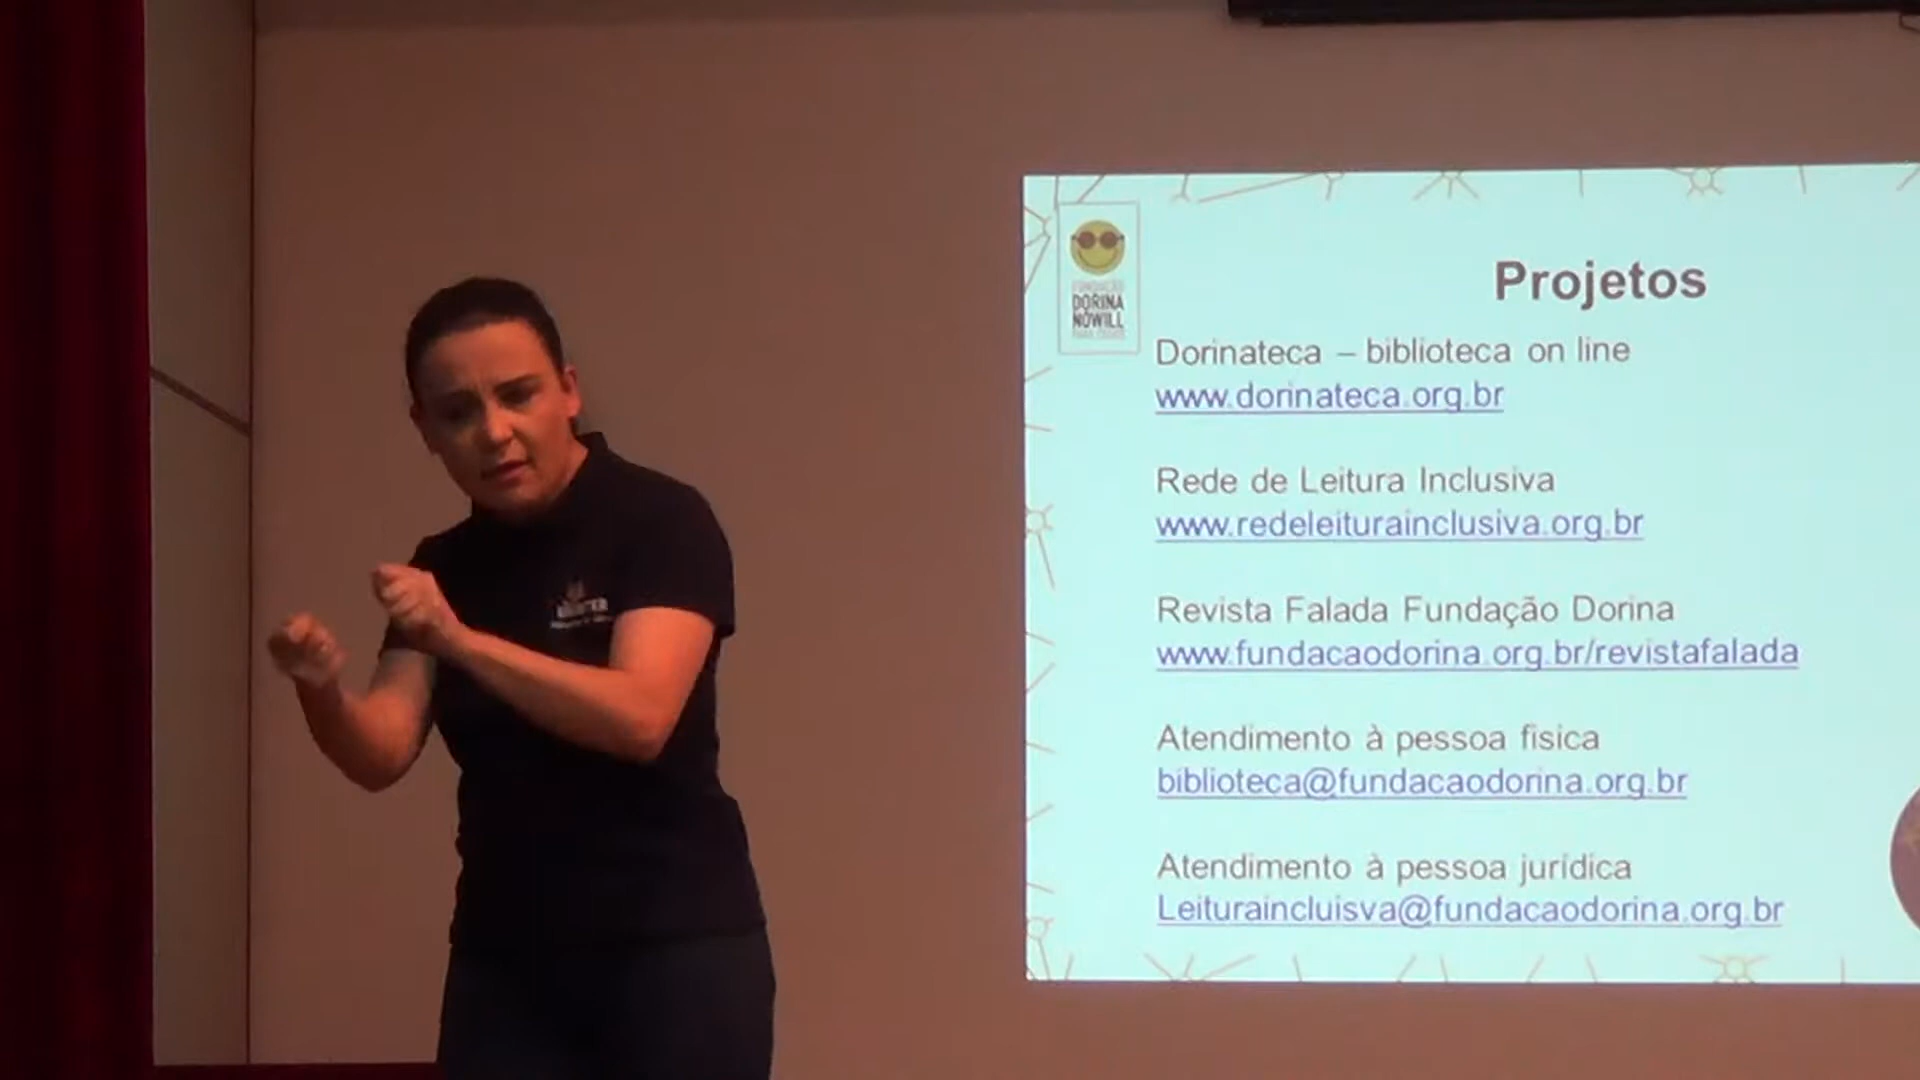 FUNDAÇÃO
DORINA
NOWILL
Projetos
Dorinateca – biblioteca on line
www.dorinateca.org.br
Rede de Leitura Inclusiva
www.redeleiturainclusiva.org.br
Revista Falada Fundação Dorina
www.fundacaodorina.org.br/revistafalada
Atendimento à pessoa fisica
biblioteca@fundacaodorina.org.br
Atendimento à pessoa jurídica
Leituraincluisva@fundacaodorina.org.br